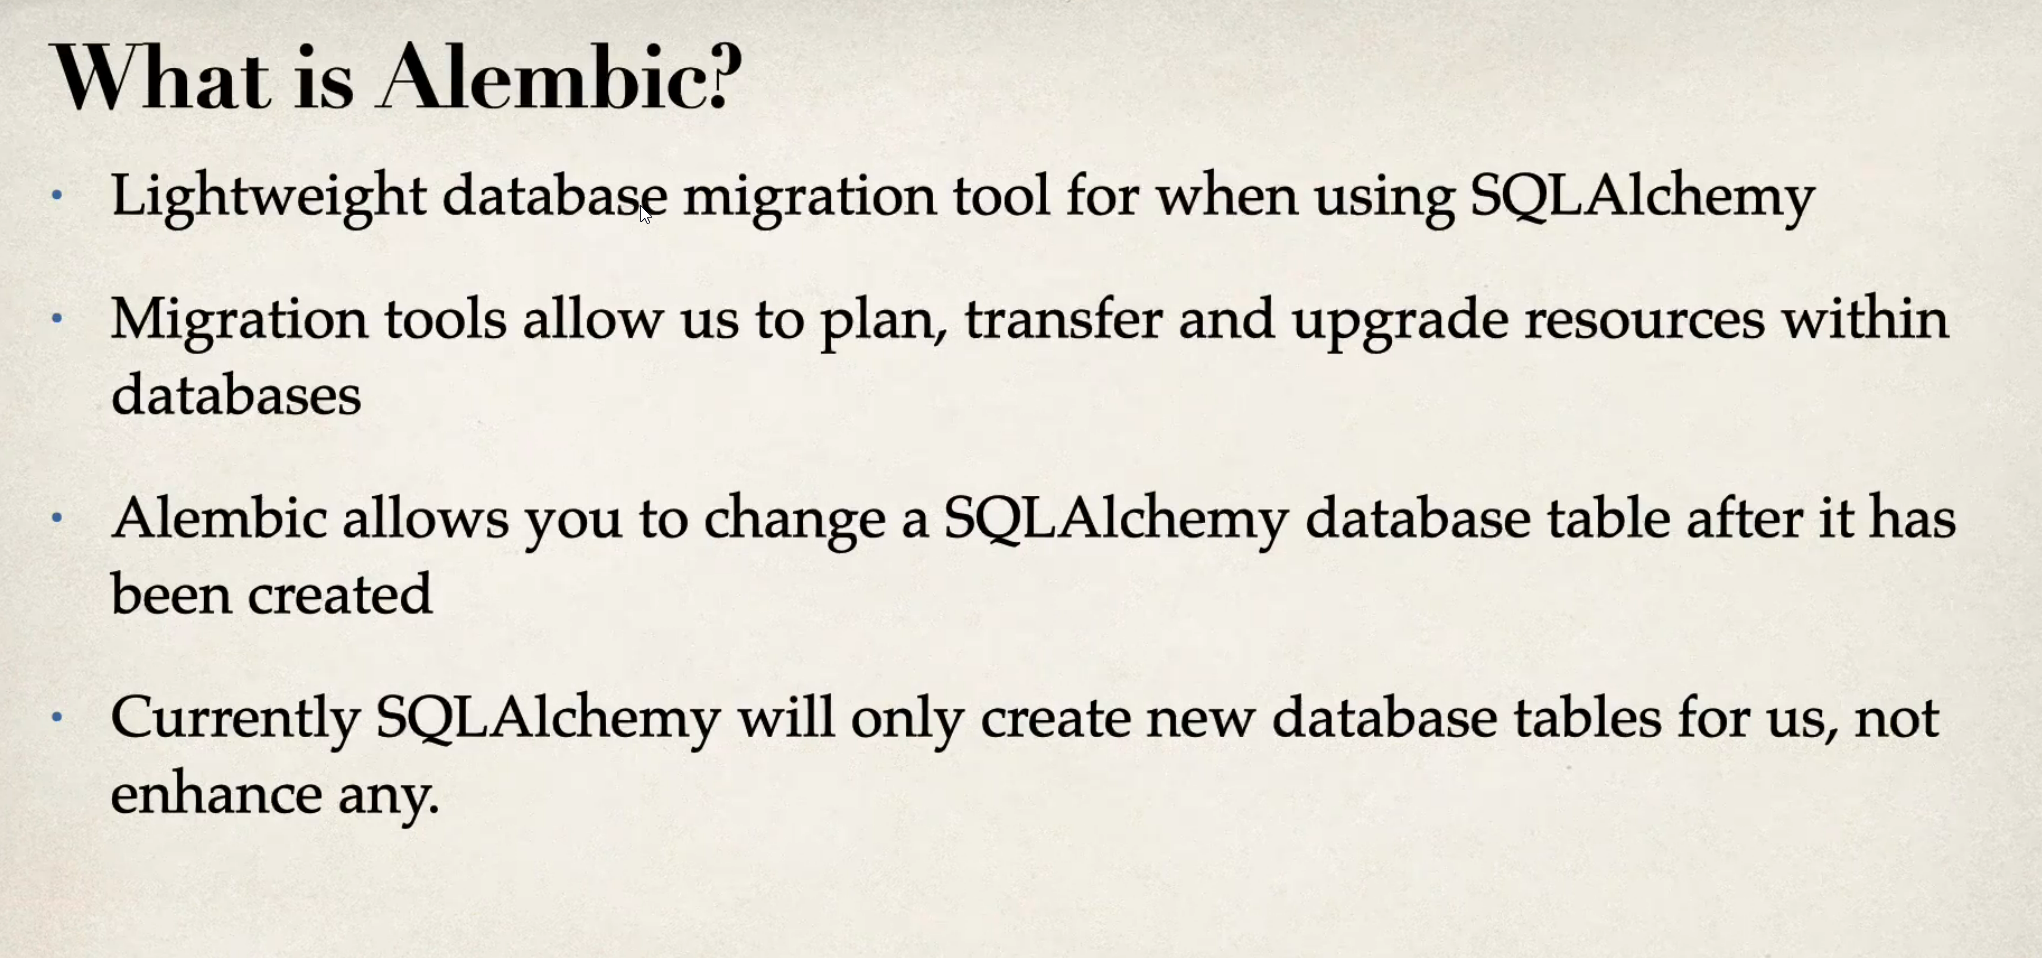 What is Alembic?
• Lightweight database migration tool for when using SQLAlchemy
• Migration tools allow us to plan, transfer and upgrade resources within
databases
• Alembic allows you to change a SQLAlchemy database table after it has
been created
• Currently SQLAlchemy will only create new database tables for us, not
enhance any.